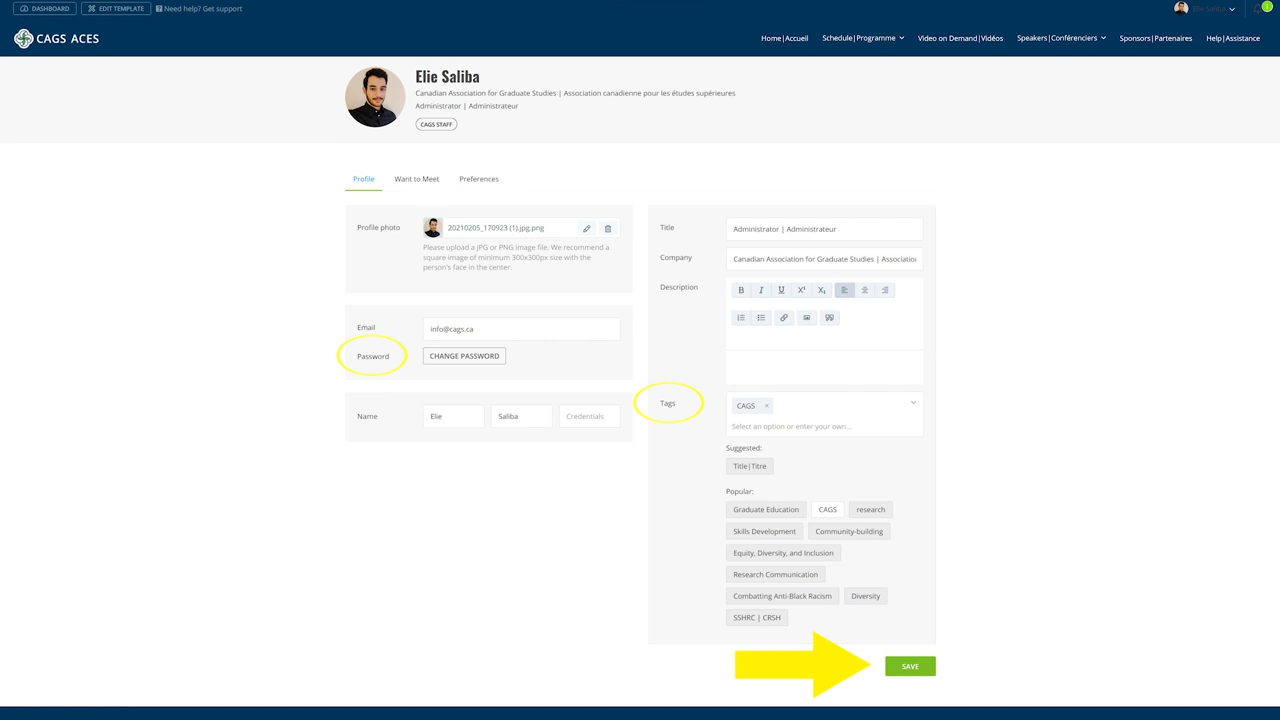 DASHBOARD
EDIT TEMPLATE
Need help? Get support
Elie Saliba
1
CAGS ACES
Home|Accueil
Schedule|Programme
Video on Demand|Vidéos
Speakers|Conférenciers
Sponsors|Partenaires
Help|Assistance
Elie Saliba
Canadian Association for Graduate Studies | Association canadienne pour les études supérieures
Administrator | Administrateur
CAGS STAFF
Profile
Want to Meet
Preferences
Profile photo
20210205_170923 (1).jpg.png
Please upload a JPG or PNG image file. We recommend a
square image of minimum 300x300px size with the
person's face in the center.
Email
info@cags.ca
Password
CHANGE PASSWORD
Name
Elie
Saliba
Credentials
Title
Administrator | Administrateur
Company
Canadian Association for Graduate Studies | Association
Description
B I U X¹ X₁
Tags
CAGS ×
Select an option or enter your own...
Suggested:
Title|Titre
Popular:
Graduate Education
CAGS
research
Skills Development
Community-building
Equity, Diversity, and Inclusion
Research Communication
Combatting Anti-Black Racism
Diversity
SSHRC | CRSH
SAVE